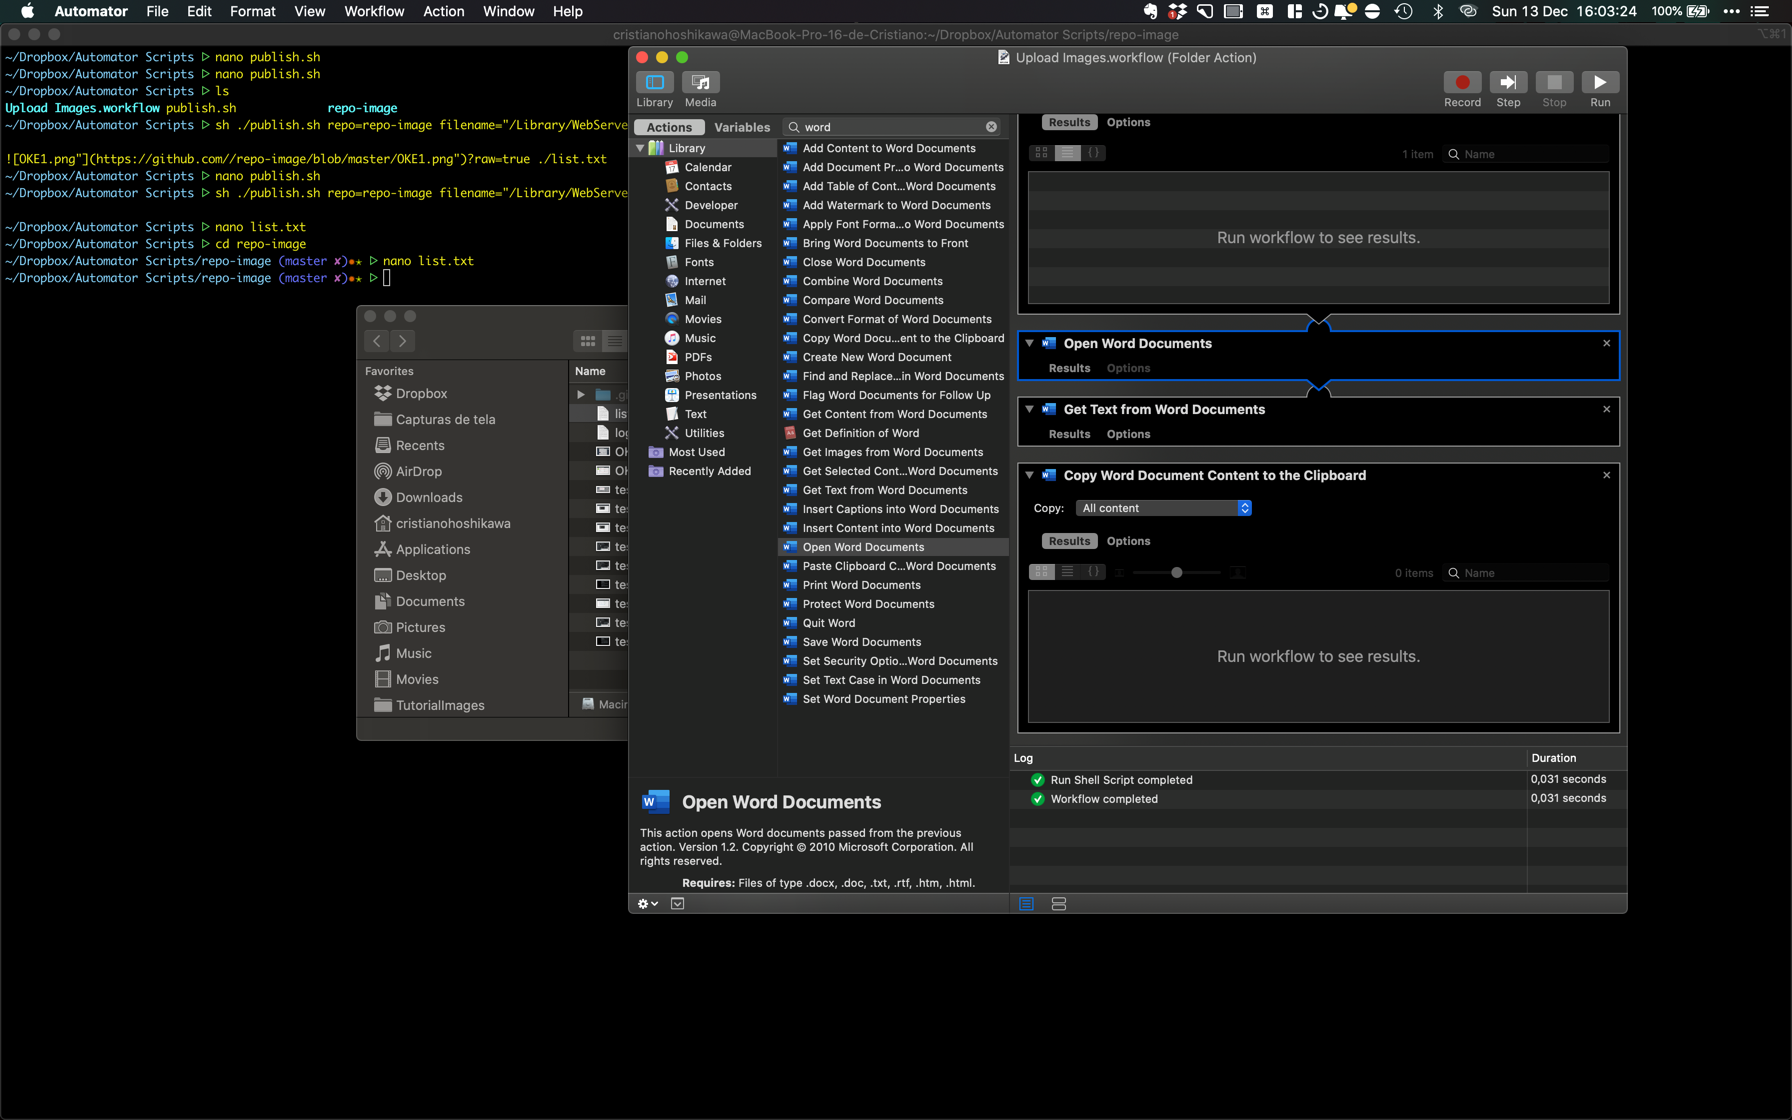 Automator File Edit Format View Workflow Action Window Help
1
Sun 13 Dec 16:03:24 100%
cristianohoshikawa@MacBook-Pro-16-de-Cristiano:~/Dropbox/Automator Scripts/repo-image
⌥⌘1
~/Dropbox/Automator Scripts ▷ nano publish.sh
~/Dropbox/Automator Scripts ▷ nano publish.sh
~/Dropbox/Automator Scripts ▷ ls
Upload Images.workflow publish.sh repo-image
~/Dropbox/Automator Scripts ▷ sh ./publish.sh repo=repo-image filename="/Library/WebServe
![OKE1.png"](https://github.com//repo-image/blob/master/OKE1.png")?raw=true ./list.txt
~/Dropbox/Automator Scripts ▷ nano publish.sh
~/Dropbox/Automator Scripts ▷ sh ./publish.sh repo=repo-image filename="/Library/WebServe
~/Dropbox/Automator Scripts ▷ nano list.txt
~/Dropbox/Automator Scripts ▷ cd repo-image
~/Dropbox/Automator Scripts/repo-image (master ✘)✹★ ▷ nano list.txt
~/Dropbox/Automator Scripts/repo-image (master ✘)✹★ ▷
Favorites
Dropbox
Capturas de tela
Recents
AirDrop
Downloads
cristianohoshikawa
Applications
Desktop
Documents
Pictures
Music
Movies
TutorialImages
Name
.gi
lis
log
OK
OK
tes
tes
tes
tes
tes
tes
tes
tes
tes
Macin
Upload Images.workflow (Folder Action)
Library Media
Record Step Stop Run
Actions Variables
word
Library
Calendar
Contacts
Developer
Documents
Files & Folders
Fonts
Internet
Mail
Movies
Music
PDFs
Photos
Presentations
Text
Utilities
Most Used
Recently Added
Add Content to Word Documents
Add Document Pr...o Word Documents
Add Table of Cont...Word Documents
Add Watermark to Word Documents
Apply Font Forma...o Word Documents
Bring Word Documents to Front
Close Word Documents
Combine Word Documents
Compare Word Documents
Convert Format of Word Documents
Copy Word Docu...ent to the Clipboard
Create New Word Document
Find and Replace...in Word Documents
Flag Word Documents for Follow Up
Get Content from Word Documents
Get Definition of Word
Get Images from Word Documents
Get Selected Cont...Word Documents
Get Text from Word Documents
Insert Captions into Word Documents
Insert Content into Word Documents
Open Word Documents
Paste Clipboard C...Word Documents
Print Word Documents
Protect Word Documents
Quit Word
Save Word Documents
Set Security Optio...Word Documents
Set Text Case in Word Documents
Set Word Document Properties
Open Word Documents
This action opens Word documents passed from the previous
action. Version 1.2. Copyright © 2010 Microsoft Corporation. All
rights reserved.
Requires: Files of type .docx, .doc, .txt, .rtf, .htm, .html.
Results Options
1 item Name
Run workflow to see results.
Open Word Documents
Results Options
Get Text from Word Documents
Results Options
Copy Word Document Content to the Clipboard
Copy: All content
Results Options
0 items Name
Run workflow to see results.
Log Duration
Run Shell Script completed 0,031 seconds
Workflow completed 0,031 seconds